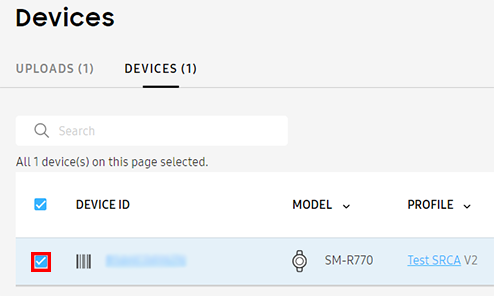 Devices
UPLOADS (1) DEVICES (1)
Search
All 1 device(s) on this page selected.
DEVICE ID MODEL PROFILE
SM-R770 Test SRCA V2